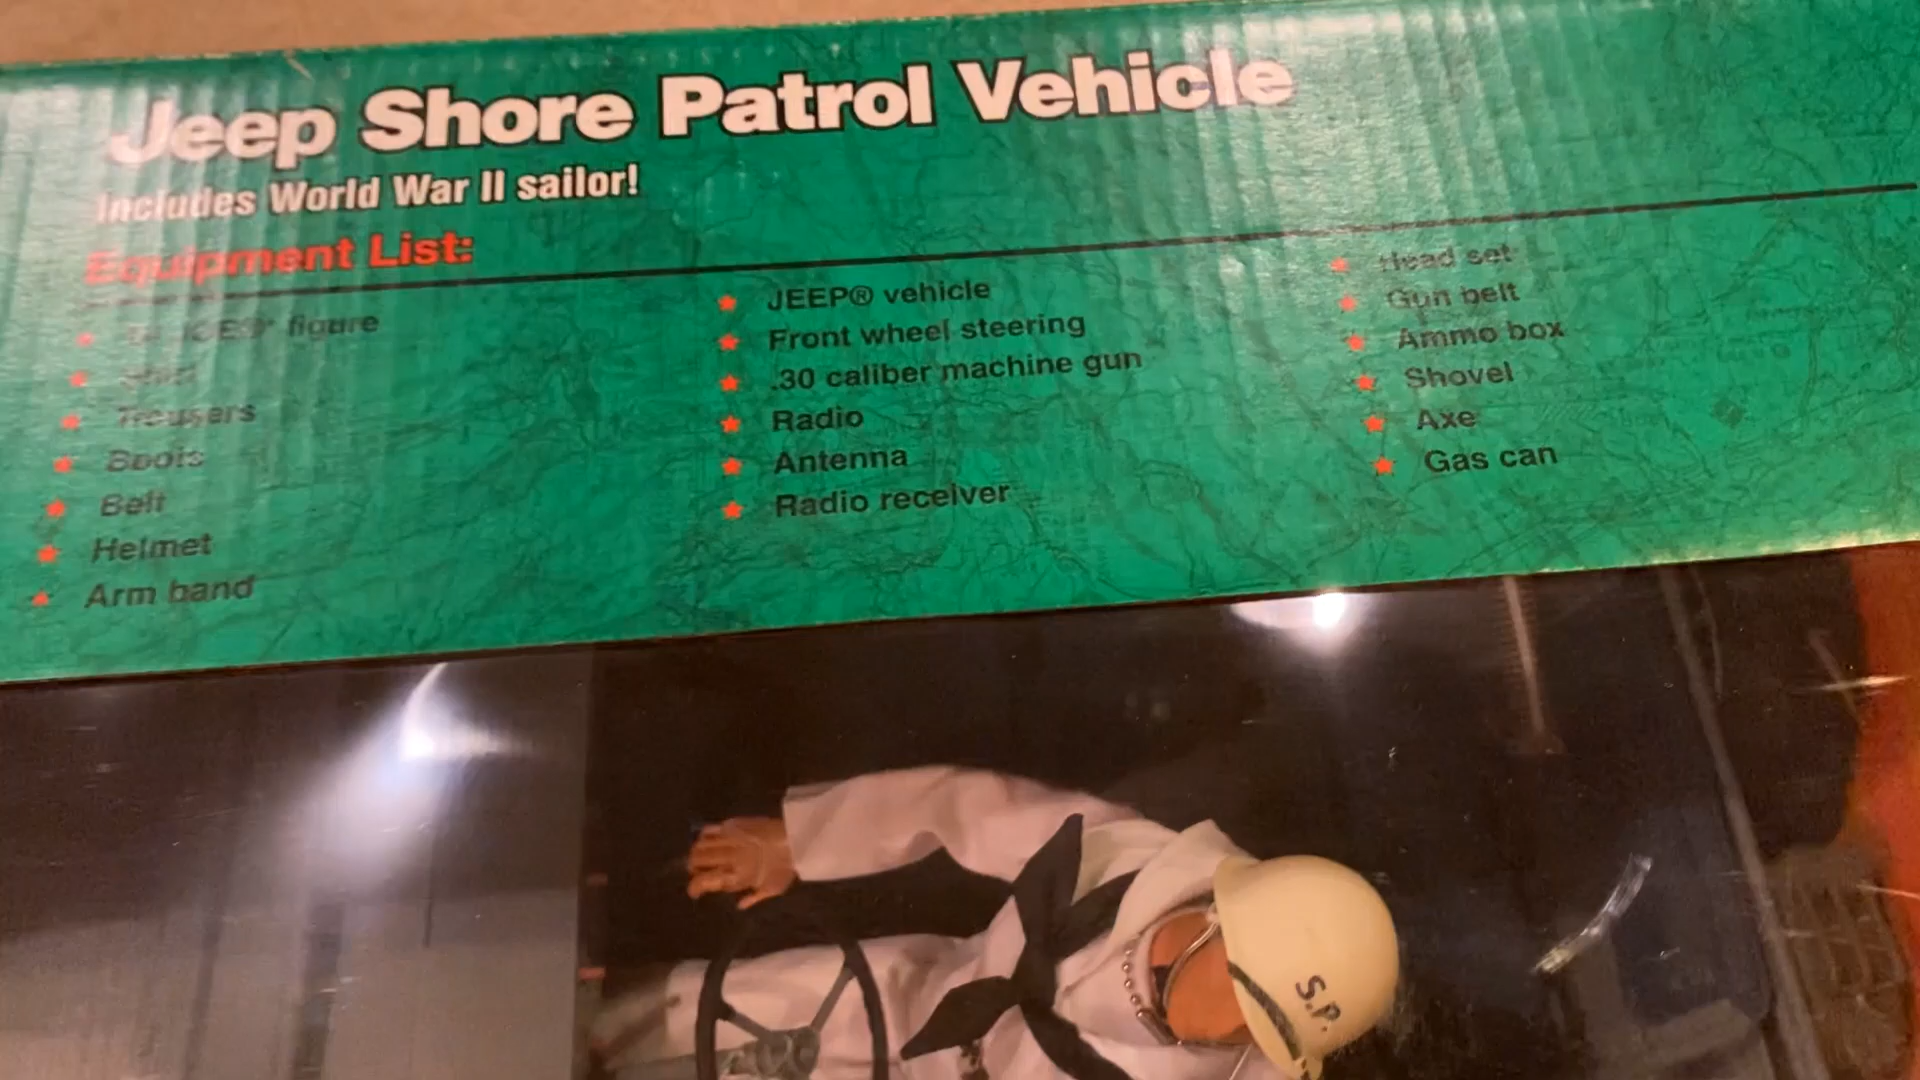 Jeep Shore Patrol Vehicle
Includes World War II sailor!
Equipment List:
figure
Trousers
Boots
Belt
Helmet
Arm band
JEEP® vehicle
Front wheel steering
.30 caliber machine gun
Radio
Antenna
Radio receiver
Head set
Gun belt
Ammo box
Shovel
Axe
Gas can
S.P.